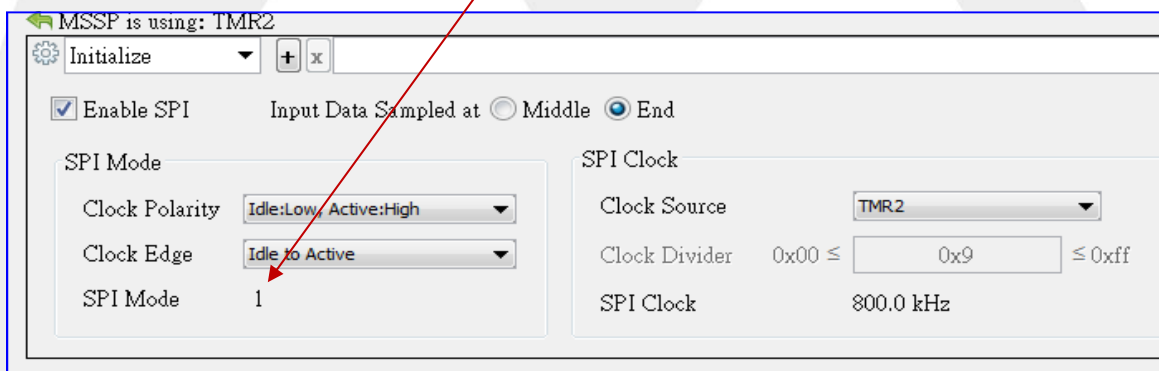 MSSP is using: TMR2
Initialize + x
Enable SPI Input Data Sampled at Middle End
SPI Mode
Clock Polarity Idle:Low, Active:High
Clock Edge Idle to Active
SPI Mode 1
SPI Clock
Clock Source TMR2
Clock Divider 0x00 ≤ 0x9 ≤ 0xff
SPI Clock 800.0 kHz